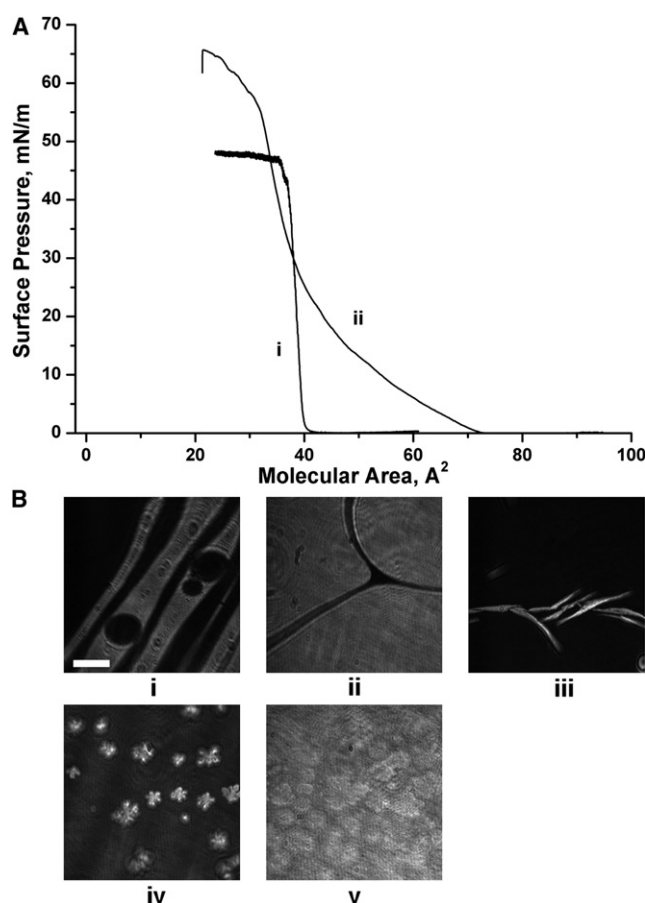 A
Surface Pressure, mN/m
70
60
50
40
30
20
10
0
i
ii
0 20 40 60 80 100
Molecular Area, A²
B
i ii iii
iv v